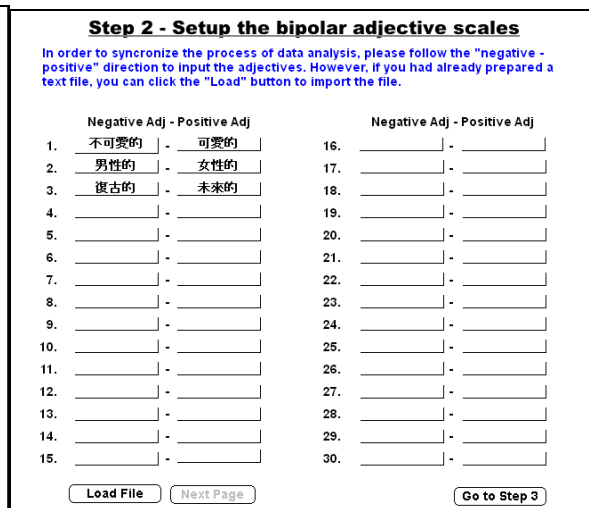 Step 2 - Setup the bipolar adjective scales
In order to syncronize the process of data analysis, please follow the "negative -
positive" direction to input the adjectives. However, if you had already prepared a
text file, you can click the "Load" button to import the file.
Negative Adj - Positive Adj
1. 不可愛的 - 可愛的
2. 男性的 - 女性的
3. 復古的 - 未來的
4. -
5. -
6. -
7. -
8. -
9. -
10. -
11. -
12. -
13. -
14. -
15. -
Negative Adj - Positive Adj
16. -
17. -
18. -
19. -
20. -
21. -
22. -
23. -
24. -
25. -
26. -
27. -
28. -
29. -
30. -
Load File Next Page Go to Step 3